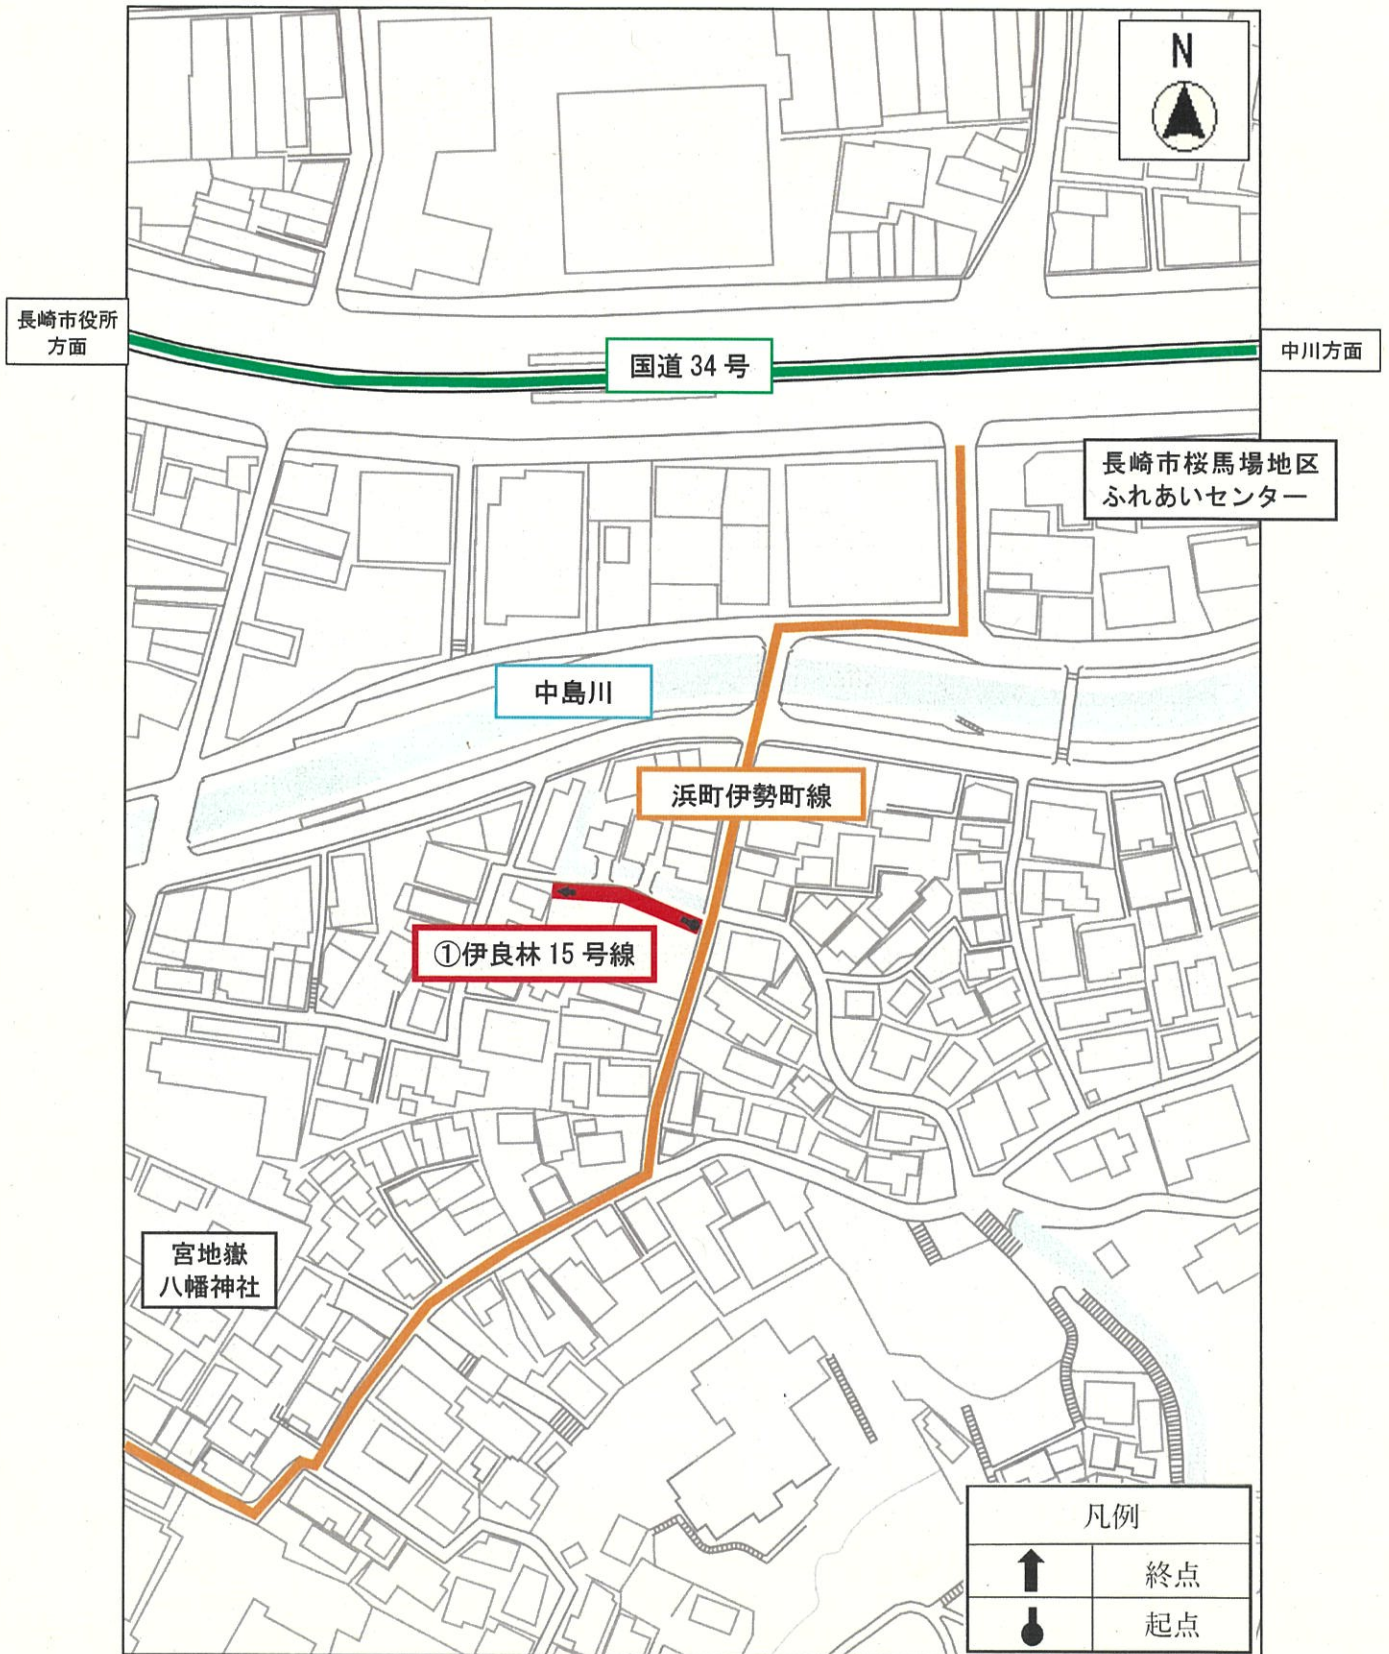 N
長崎市役所
方面
国道 34 号
中川方面
長崎市桜馬場地区
ふれあいセンター
中島川
浜町伊勢町線
①伊良林 15 号線
宮地嶽
八幡神社
凡例
終点
起点